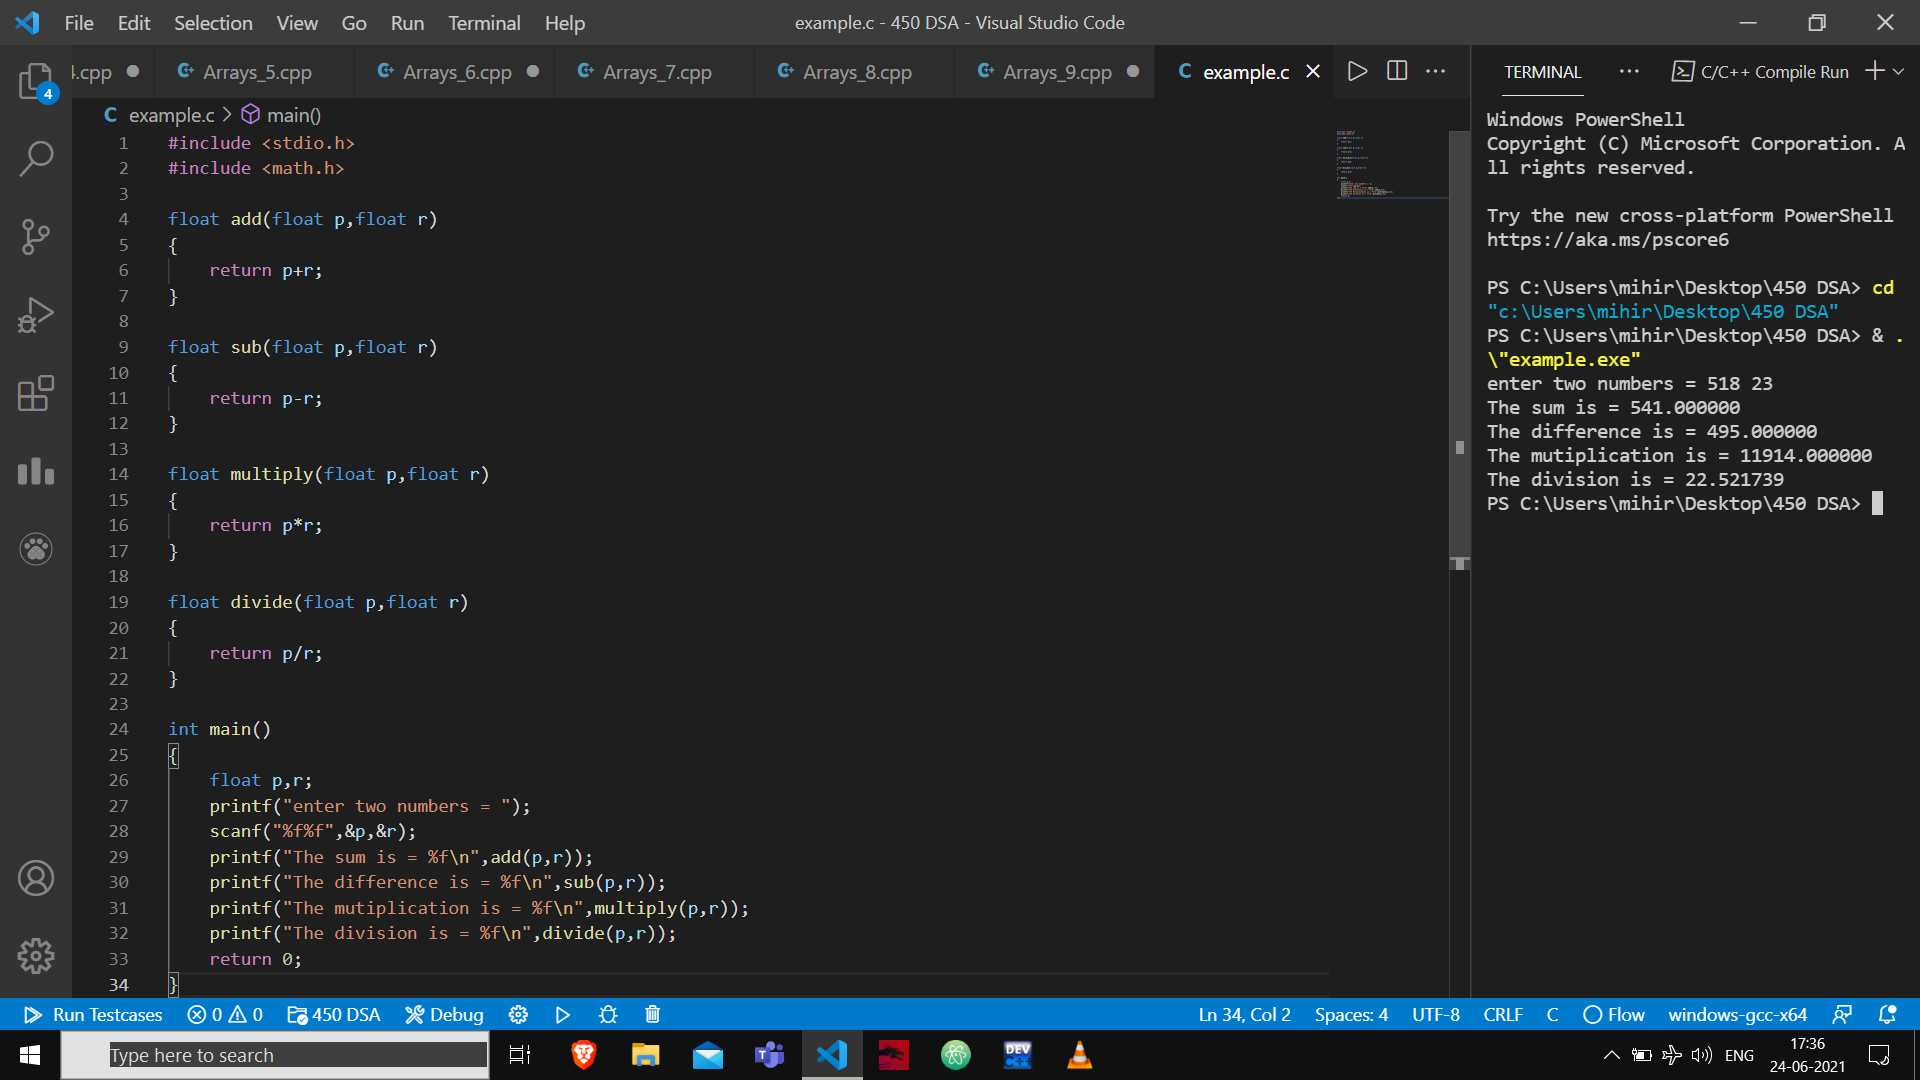 File Edit Selection View Go Run Terminal Help example.c - 450 DSA - Visual Studio Code
4.cpp Arrays_5.cpp Arrays_6.cpp Arrays_7.cpp Arrays_8.cpp Arrays_9.cpp C example.c
C example.c > main()
1 #include <stdio.h>
2 #include <math.h>
3
4 float add(float p,float r)
5 {
6     return p+r;
7 }
8
9 float sub(float p,float r)
10 {
11     return p-r;
12 }
13
14 float multiply(float p,float r)
15 {
16     return p*r;
17 }
18
19 float divide(float p,float r)
20 {
21     return p/r;
22 }
23
24 int main()
25 {
26     float p,r;
27     printf("enter two numbers = ");
28     scanf("%f%f",&p,&r);
29     printf("The sum is = %f\n",add(p,r));
30     printf("The difference is = %f\n",sub(p,r));
31     printf("The mutiplication is = %f\n",multiply(p,r));
32     printf("The division is = %f\n",divide(p,r));
33     return 0;
34 }
TERMINAL C/C++ Compile Run
Windows PowerShell
Copyright (C) Microsoft Corporation. A
ll rights reserved.
Try the new cross-platform PowerShell
https://aka.ms/pscore6
PS C:\Users\mihir\Desktop\450 DSA> cd
"c:\Users\mihir\Desktop\450 DSA"
PS C:\Users\mihir\Desktop\450 DSA> & .
\"example.exe"
enter two numbers = 518 23
The sum is = 541.000000
The difference is = 495.000000
The mutiplication is = 11914.000000
The division is = 22.521739
PS C:\Users\mihir\Desktop\450 DSA>
4
Run Testcases 0 0 450 DSA Debug Ln 34, Col 2 Spaces: 4 UTF-8 CRLF C Flow windows-gcc-x64
Type here to search DEV C++ ENG 17:36
24-06-2021